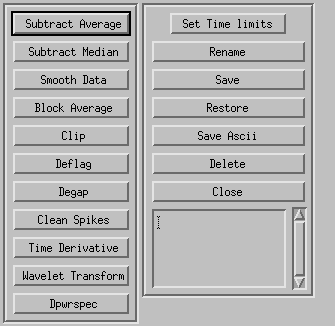 Subtract Average
Subtract Median
Smooth Data
Block Average
Clip
Deflag
Degap
Clean Spikes
Time Derivative
Wavelet Transform
Dpwrspec
Set Time limits
Rename
Save
Restore
Save Ascii
Delete
Close